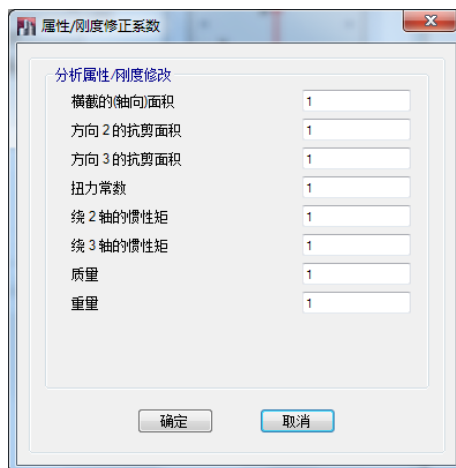 属性/刚度修正系数
分析属性/刚度修改
横截的(轴向)面积 1
方向 2 的抗剪面积 1
方向 3 的抗剪面积 1
扭力常数 1
绕 2 轴的惯性矩 1
绕 3 轴的惯性矩 1
质量 1
重量 1
确定 取消